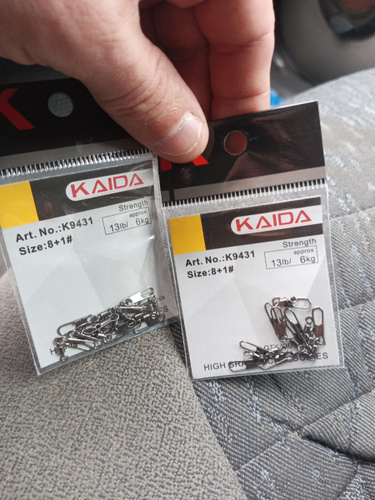 KAIDA
Strength
approx
13lb/ 6kg
Art. No.:K9431
Size:8+1#
K
KAIDA
Strength
approx
13lb/ 6kg
Art. No.:K9431
Size:8+1#
HIGH